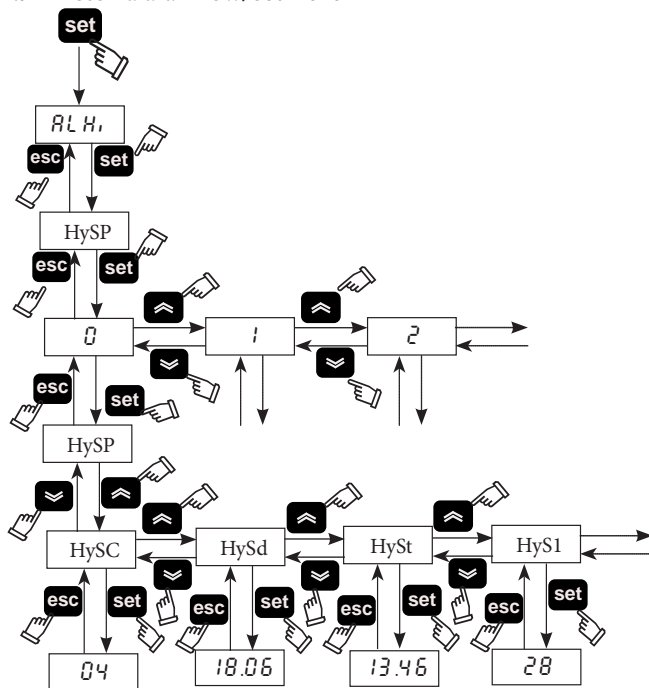 set
ALHi
esc set
HySP
esc set
0 1 2
esc set
HySP
HySC HySd HySt HyS1
esc set esc set esc set esc set
04 18.06 13.46 28